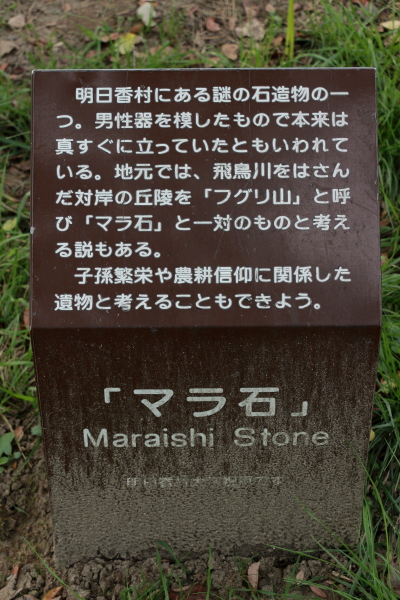 明日香村にある謎の石造物の一
つ。男性器を模したもので本来は
真すぐに立っていたともいわれて
いる。地元では、飛鳥川をはさん
だ対岸の丘陵を「フグリ山」と呼
び「マラ石」と一対のものと考え
る説もある。
子孫繁栄や農耕信仰に関係した
遺物と考えることもできよう。
「マラ石」
Maraishi Stone